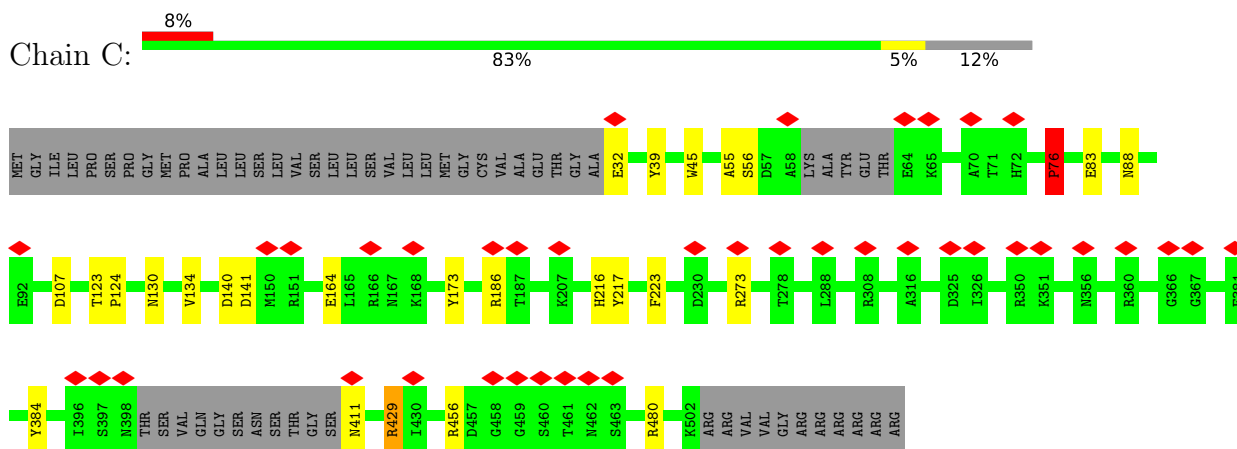 8%
Chain C:
83% 5% 12%
MET GLY ILE LEU PRO SER PRO GLY MET PRO ALA LEU LEU SER LEU VAL SER LEU LEU SER VAL LEU LEU MET GLY CYS VAL ALA GLU THR GLY ALA E32 Y39 W45 A55 S56 D57 A58 LYS ALA TYR GLU THR E64 K65 A70 T71 H72 P76 E83 N88
E92 D107 T123 P124 N130 V134 D140 D141 M150 R151 E164 L165 R166 N167 K168 Y173 R186 T187 K207 H216 Y217 F223 D230 R273 T278 L288 R308 A316 D325 I326 R350 K351 N356 R360 G366 G367
Y384 I396 S397 N398 THR SER VAL GLN GLY SER ASN SER THR GLY SER N411 R429 I430 R456 D457 G458 G459 S460 T461 N462 S463 R480 K502 ARG ARG VAL VAL GLY ARG ARG ARG ARG ARG ARG